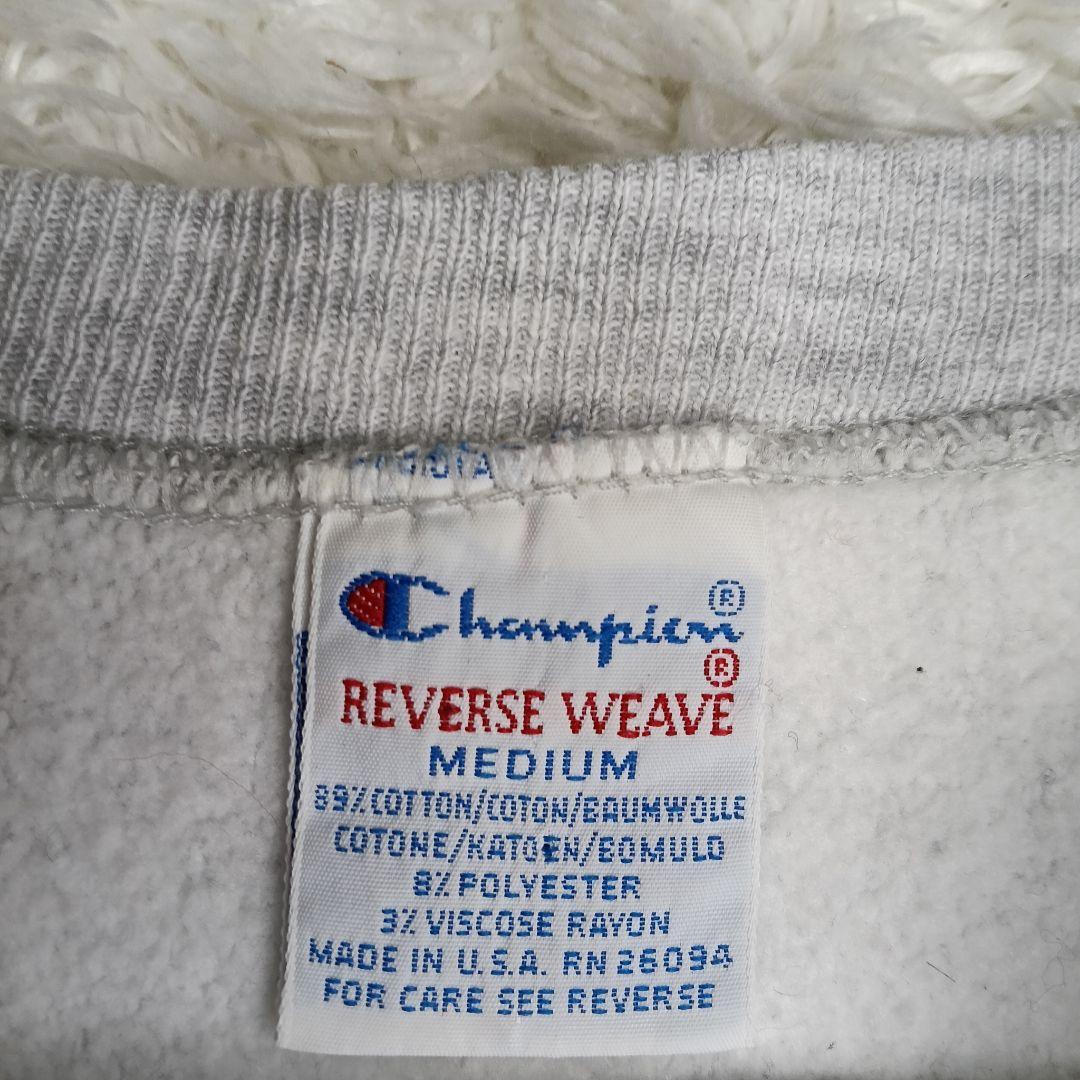 Champion®
REVERSE WEAVE®
MEDIUM
89% COTTON/COTON/BAUMWOLLE
COTONE/KATOEN/BOMULD
8% POLYESTER
3% VISCOSE RAYON
MADE IN U.S.A. RN 26094
FOR CARE SEE REVERSE